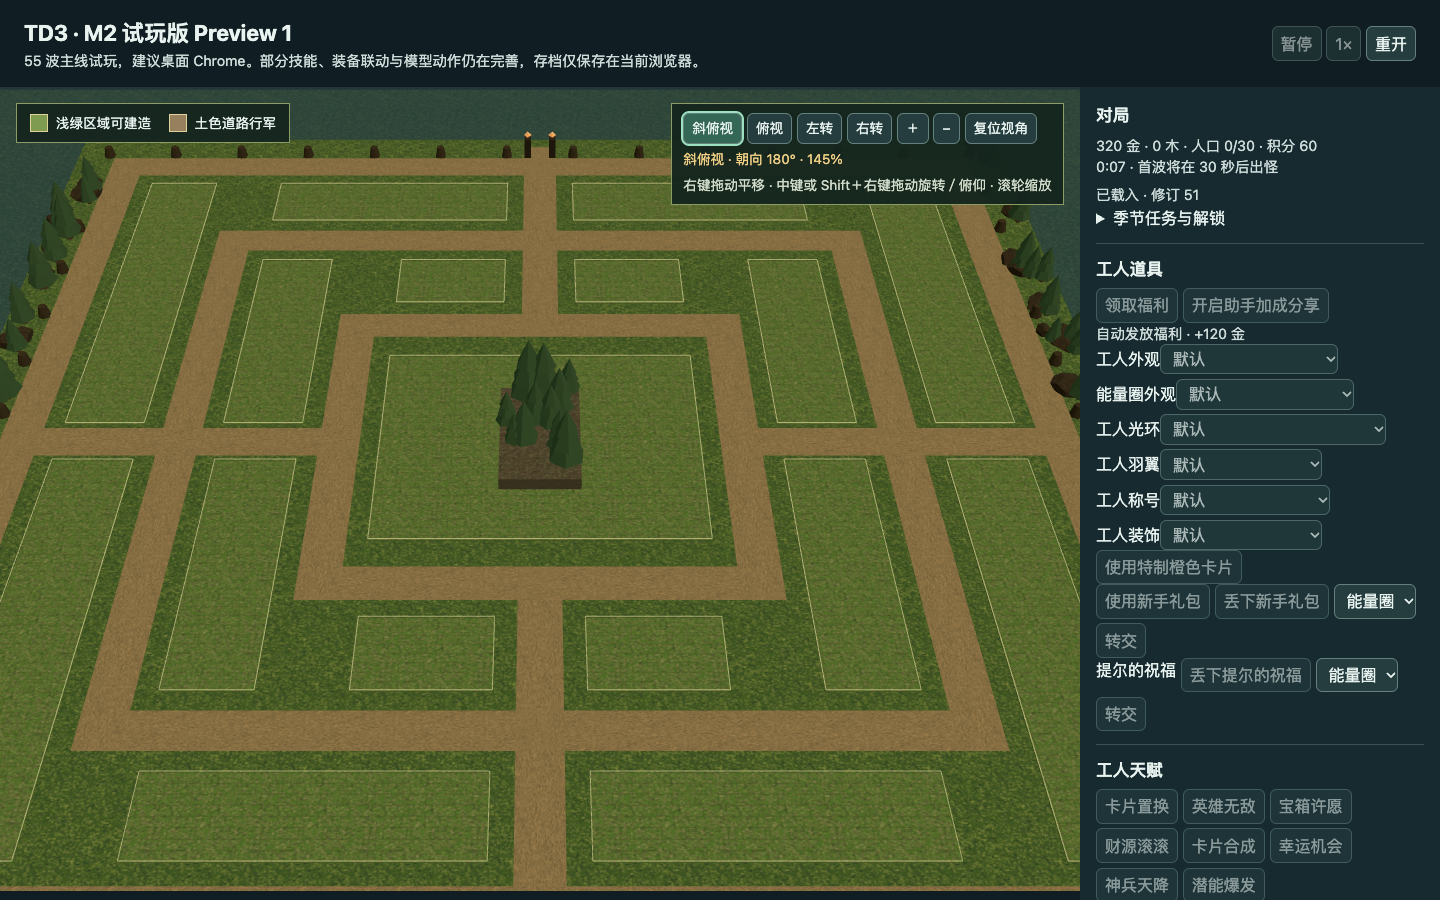 TD3 · M2 试玩版 Preview 1
55 波主线试玩，建议桌面 Chrome。部分技能、装备联动与模型动作仍在完善，存档仅保存在当前浏览器。
暂停 1× 重开
浅绿区域可建造 土色道路行军
斜俯视 俯视 左转 右转 + − 复位视角
斜俯视 · 朝向 180° · 145%
右键拖动平移 · 中键或 Shift＋右键拖动旋转 / 俯仰 · 滚轮缩放
对局
320 金 · 0 木 · 人口 0/30 · 积分 60
0:07 · 首波将在 30 秒后出怪
已载入 · 修订 51
▶ 季节任务与解锁
工人道具
领取福利 开启助手加成分享
自动发放福利 · +120 金
工人外观 默认
能量圈外观 默认
工人光环 默认
工人羽翼 默认
工人称号 默认
工人装饰 默认
使用特制橙色卡片
使用新手礼包 丢下新手礼包 能量圈
转交
提尔的祝福 丢下提尔的祝福 能量圈
转交
工人天赋
卡片置换 英雄无敌 宝箱许愿
财源滚滚 卡片合成 幸运机会
神兵天降 潜能爆发